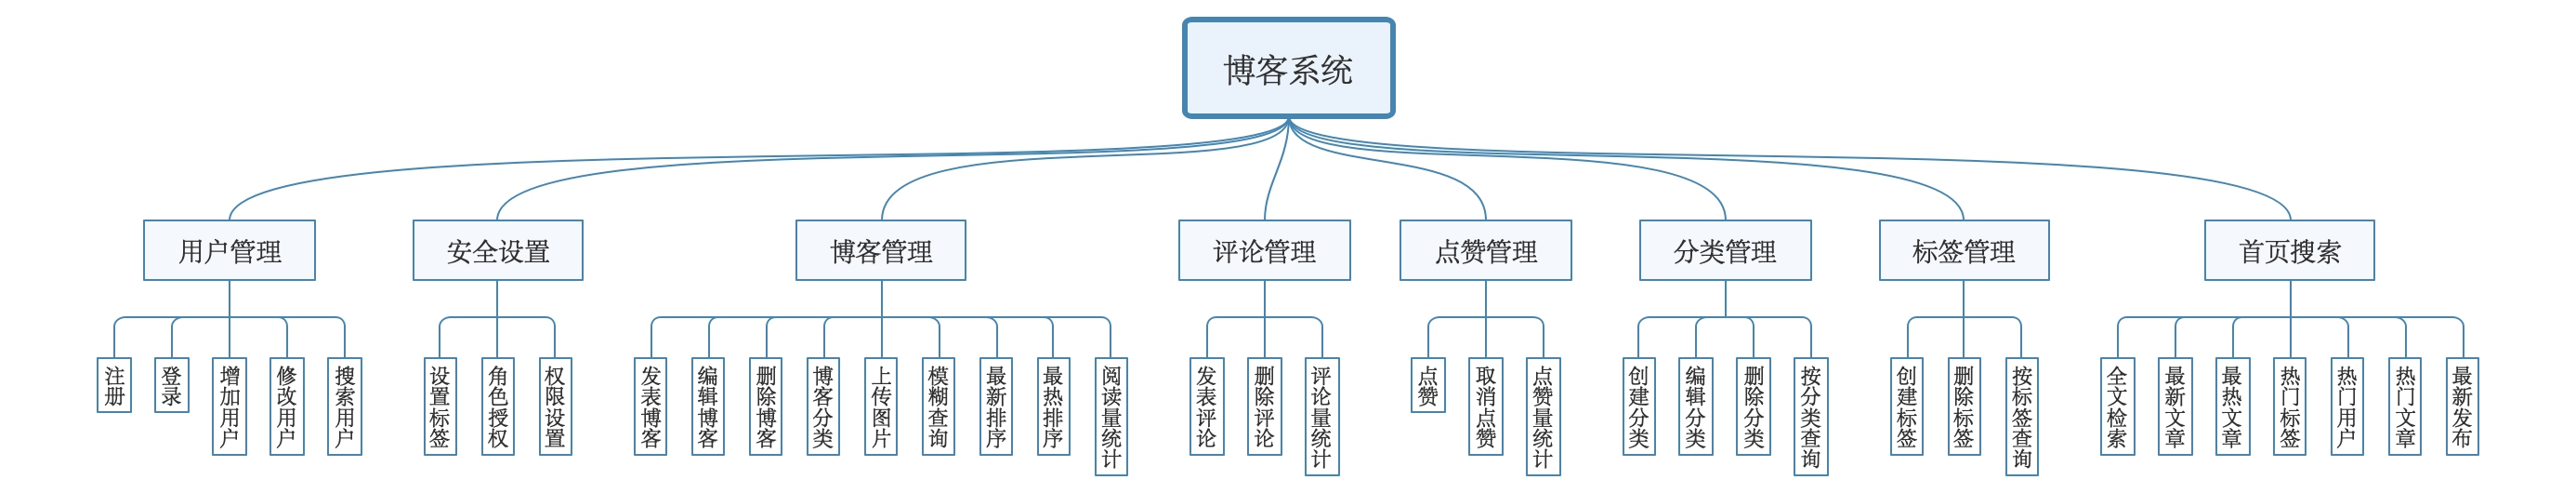 博客系统
用户管理
安全设置
博客管理
评论管理
点赞管理
分类管理
标签管理
首页搜索
注册
登录
增加用户
修改用户
搜索用户
设置标签
角色授权
权限设置
发表博客
编辑博客
删除博客
博客分类
上传图片
模糊查询
最新排序
最热排序
阅读量统计
发表评论
删除评论
评论量统计
点赞
取消点赞
点赞量统计
创建分类
编辑分类
删除分类
按分类查询
创建标签
删除标签
按标签查询
全文检索
最新文章
最热文章
热门标签
热门用户
热门文章
最新发布